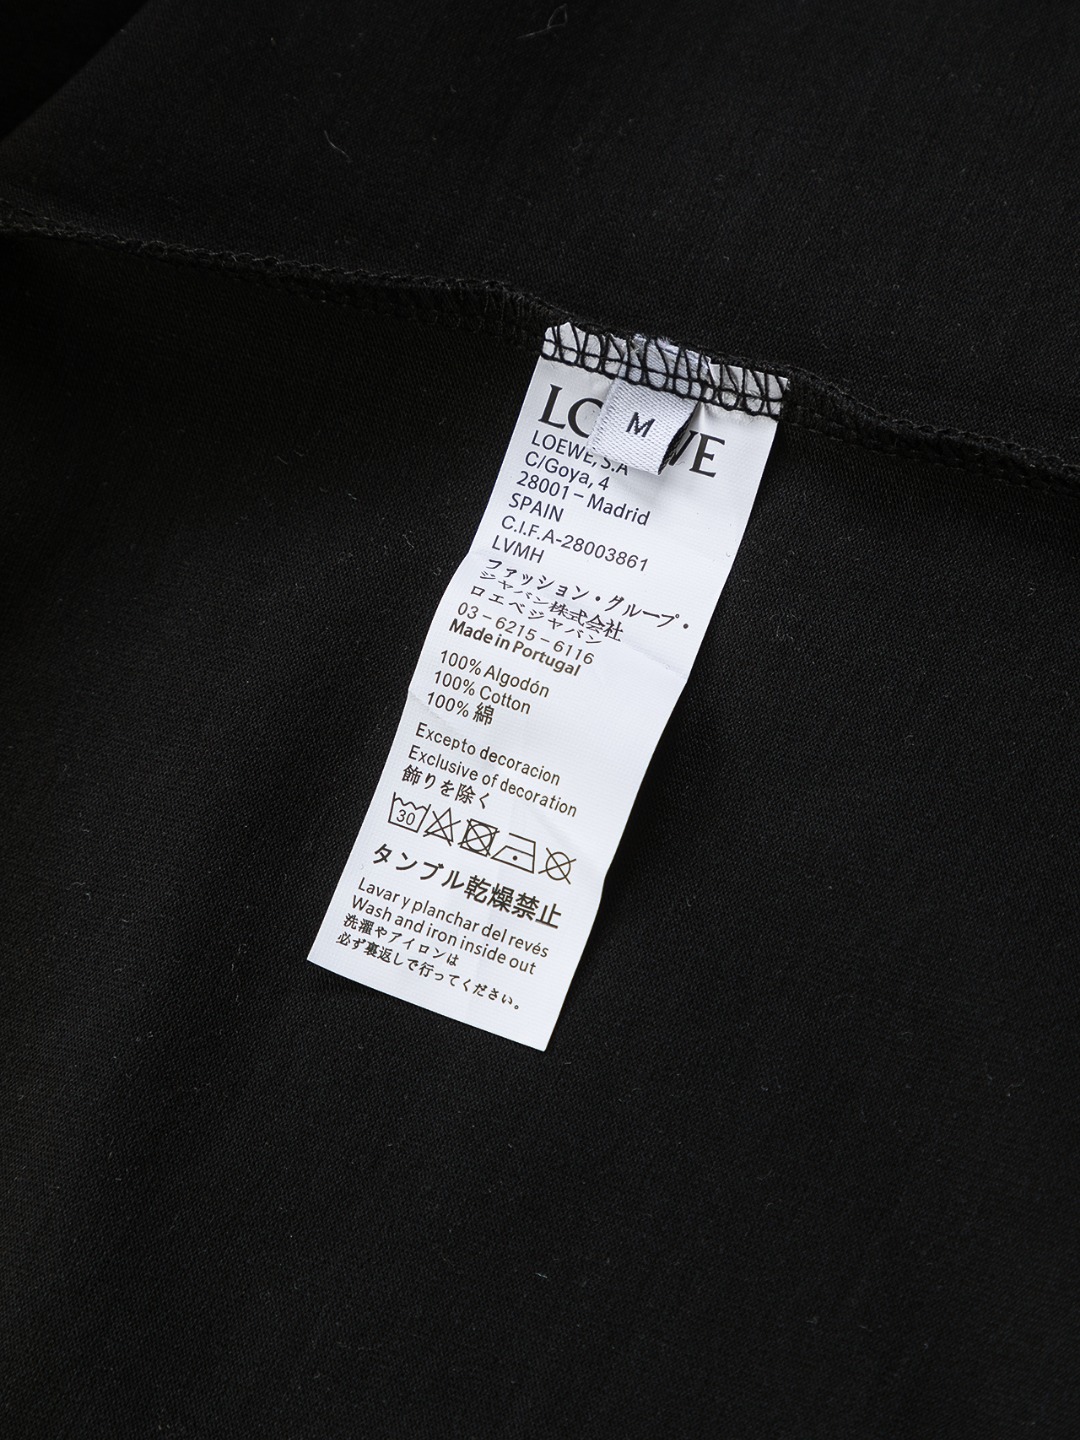 M
LOEWE
LOEWE, S.A
C/Goya, 4
28001 – Madrid
SPAIN
C.I.F.A-28003861
LVMH
ファッション・グループ・
ジャパン株式会社
ロエベジャパン
03 – 6215 – 6116
Made in Portugal
100% Algodón
100% Cotton
100% 綿
Excepto decoracion
Exclusive of decoration
飾りを除く
30
タンブル乾燥禁止
Lavar y planchar del revés
Wash and iron inside out
洗濯やアイロンは
必ず裏返しで行ってください。